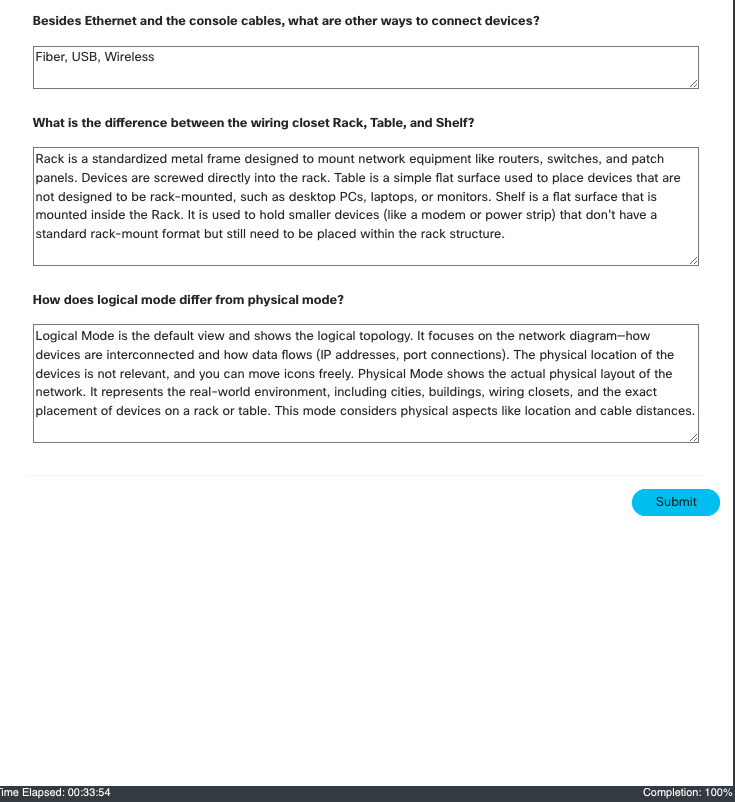 Besides Ethernet and the console cables, what are other ways to connect devices?
Fiber, USB, Wireless
What is the difference between the wiring closet Rack, Table, and Shelf?
Rack is a standardized metal frame designed to mount network equipment like routers, switches, and patch
panels. Devices are screwed directly into the rack. Table is a simple flat surface used to place devices that are
not designed to be rack-mounted, such as desktop PCs, laptops, or monitors. Shelf is a flat surface that is
mounted inside the Rack. It is used to hold smaller devices (like a modem or power strip) that don't have a
standard rack-mount format but still need to be placed within the rack structure.
How does logical mode differ from physical mode?
Logical Mode is the default view and shows the logical topology. It focuses on the network diagram—how
devices are interconnected and how data flows (IP addresses, port connections). The physical location of the
devices is not relevant, and you can move icons freely. Physical Mode shows the actual physical layout of the
network. It represents the real-world environment, including cities, buildings, wiring closets, and the exact
placement of devices on a rack or table. This mode considers physical aspects like location and cable distances.
Submit
Time Elapsed: 00:33:54
Completion: 100%